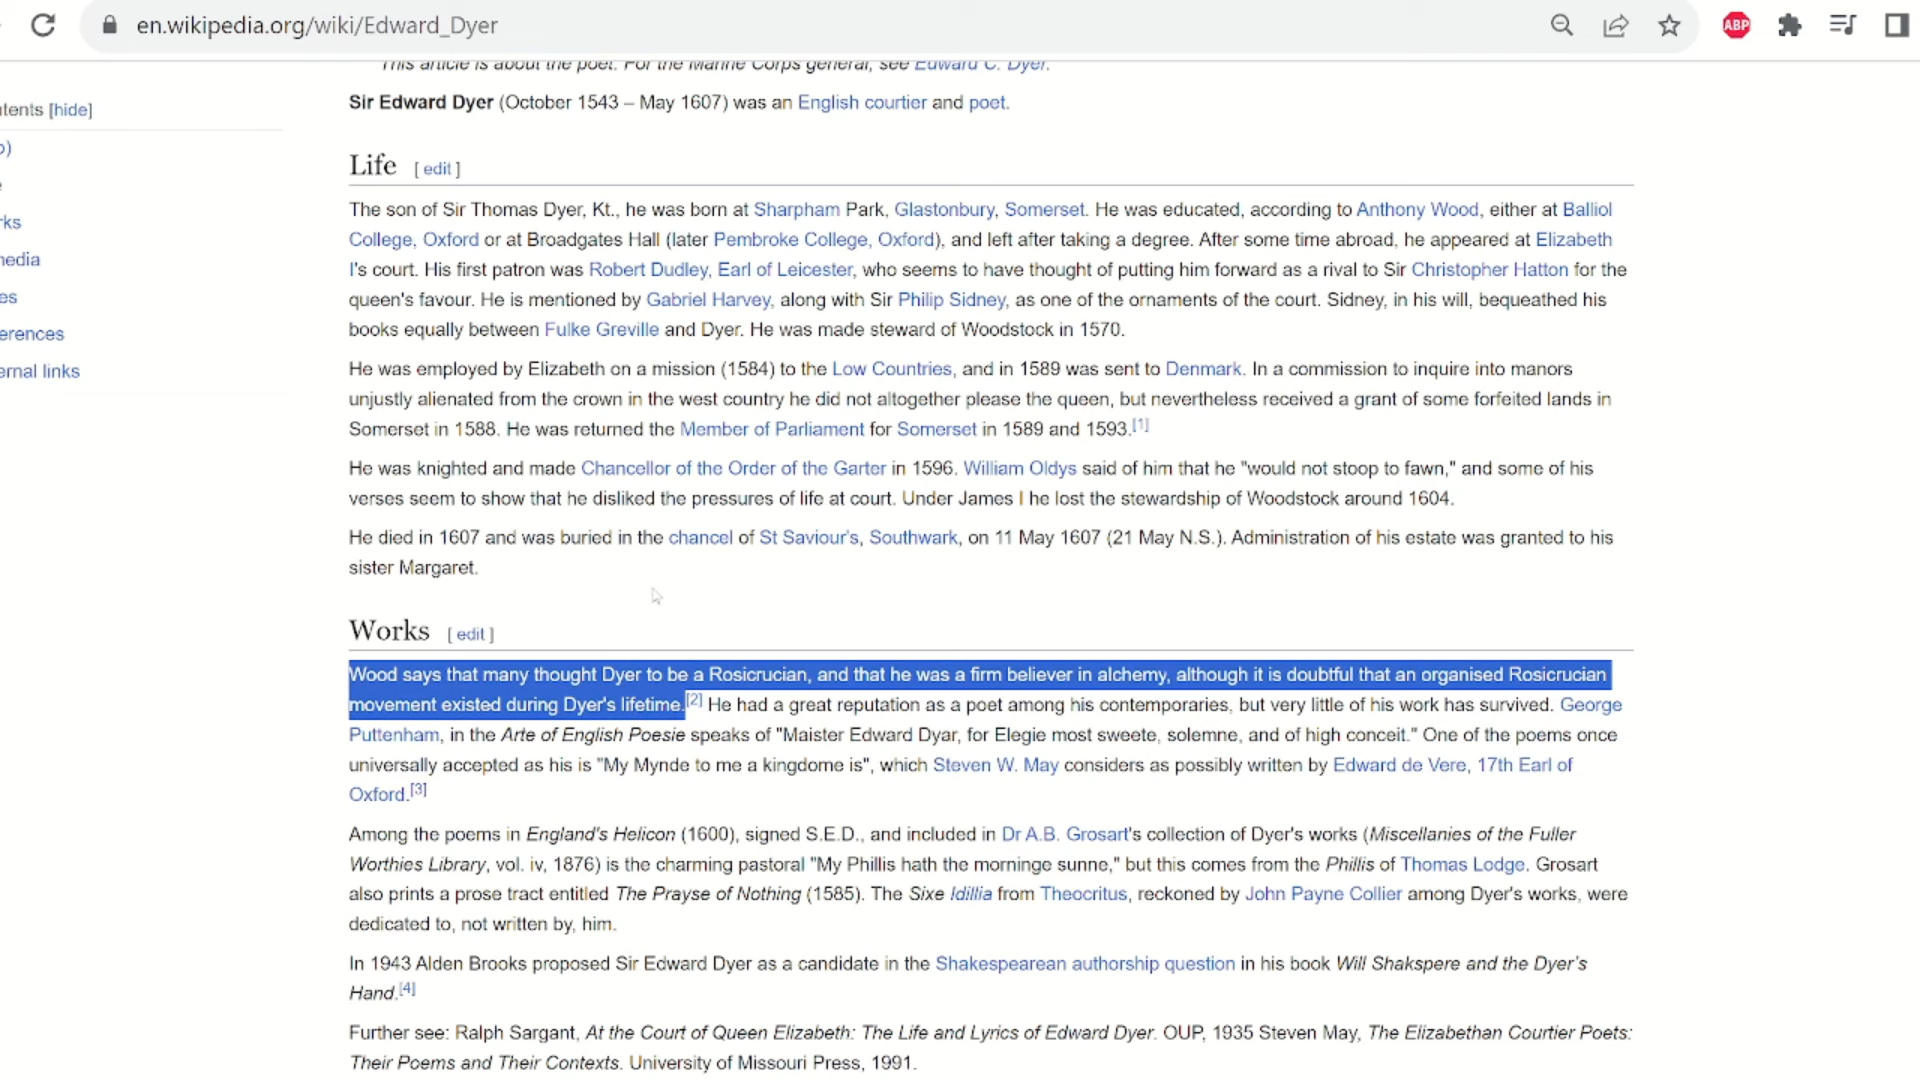 en.wikipedia.org/wiki/Edward_Dyer
ABP
This article is about the poet. For the Marine Corps general, see Edward C. Dyer.
Sir Edward Dyer (October 1543 – May 1607) was an English courtier and poet.
tents [hide]
o)
e
rks
nedia
es
erences
ernal links
Life [ edit ]
The son of Sir Thomas Dyer, Kt., he was born at Sharpham Park, Glastonbury, Somerset. He was educated, according to Anthony Wood, either at Balliol
College, Oxford or at Broadgates Hall (later Pembroke College, Oxford), and left after taking a degree. After some time abroad, he appeared at Elizabeth
I's court. His first patron was Robert Dudley, Earl of Leicester, who seems to have thought of putting him forward as a rival to Sir Christopher Hatton for the
queen's favour. He is mentioned by Gabriel Harvey, along with Sir Philip Sidney, as one of the ornaments of the court. Sidney, in his will, bequeathed his
books equally between Fulke Greville and Dyer. He was made steward of Woodstock in 1570.
He was employed by Elizabeth on a mission (1584) to the Low Countries, and in 1589 was sent to Denmark. In a commission to inquire into manors
unjustly alienated from the crown in the west country he did not altogether please the queen, but nevertheless received a grant of some forfeited lands in
Somerset in 1588. He was returned the Member of Parliament for Somerset in 1589 and 1593.[1]
He was knighted and made Chancellor of the Order of the Garter in 1596. William Oldys said of him that he "would not stoop to fawn," and some of his
verses seem to show that he disliked the pressures of life at court. Under James I he lost the stewardship of Woodstock around 1604.
He died in 1607 and was buried in the chancel of St Saviour's, Southwark, on 11 May 1607 (21 May N.S.). Administration of his estate was granted to his
sister Margaret.
Works [ edit ]
Wood says that many thought Dyer to be a Rosicrucian, and that he was a firm believer in alchemy, although it is doubtful that an organised Rosicrucian
movement existed during Dyer's lifetime.[2] He had a great reputation as a poet among his contemporaries, but very little of his work has survived. George
Puttenham, in the Arte of English Poesie speaks of "Maister Edward Dyar, for Elegie most sweete, solemne, and of high conceit." One of the poems once
universally accepted as his is "My Mynde to me a kingdome is", which Steven W. May considers as possibly written by Edward de Vere, 17th Earl of
Oxford.[3]
Among the poems in England's Helicon (1600), signed S.E.D., and included in Dr A.B. Grosart's collection of Dyer's works (Miscellanies of the Fuller
Worthies Library, vol. iv, 1876) is the charming pastoral "My Phillis hath the morninge sunne," but this comes from the Phillis of Thomas Lodge. Grosart
also prints a prose tract entitled The Prayse of Nothing (1585). The Sixe Idillia from Theocritus, reckoned by John Payne Collier among Dyer's works, were
dedicated to, not written by, him.
In 1943 Alden Brooks proposed Sir Edward Dyer as a candidate in the Shakespearean authorship question in his book Will Shakspere and the Dyer's
Hand.[4]
Further see: Ralph Sargant, At the Court of Queen Elizabeth: The Life and Lyrics of Edward Dyer. OUP, 1935 Steven May, The Elizabethan Courtier Poets:
Their Poems and Their Contexts. University of Missouri Press, 1991.